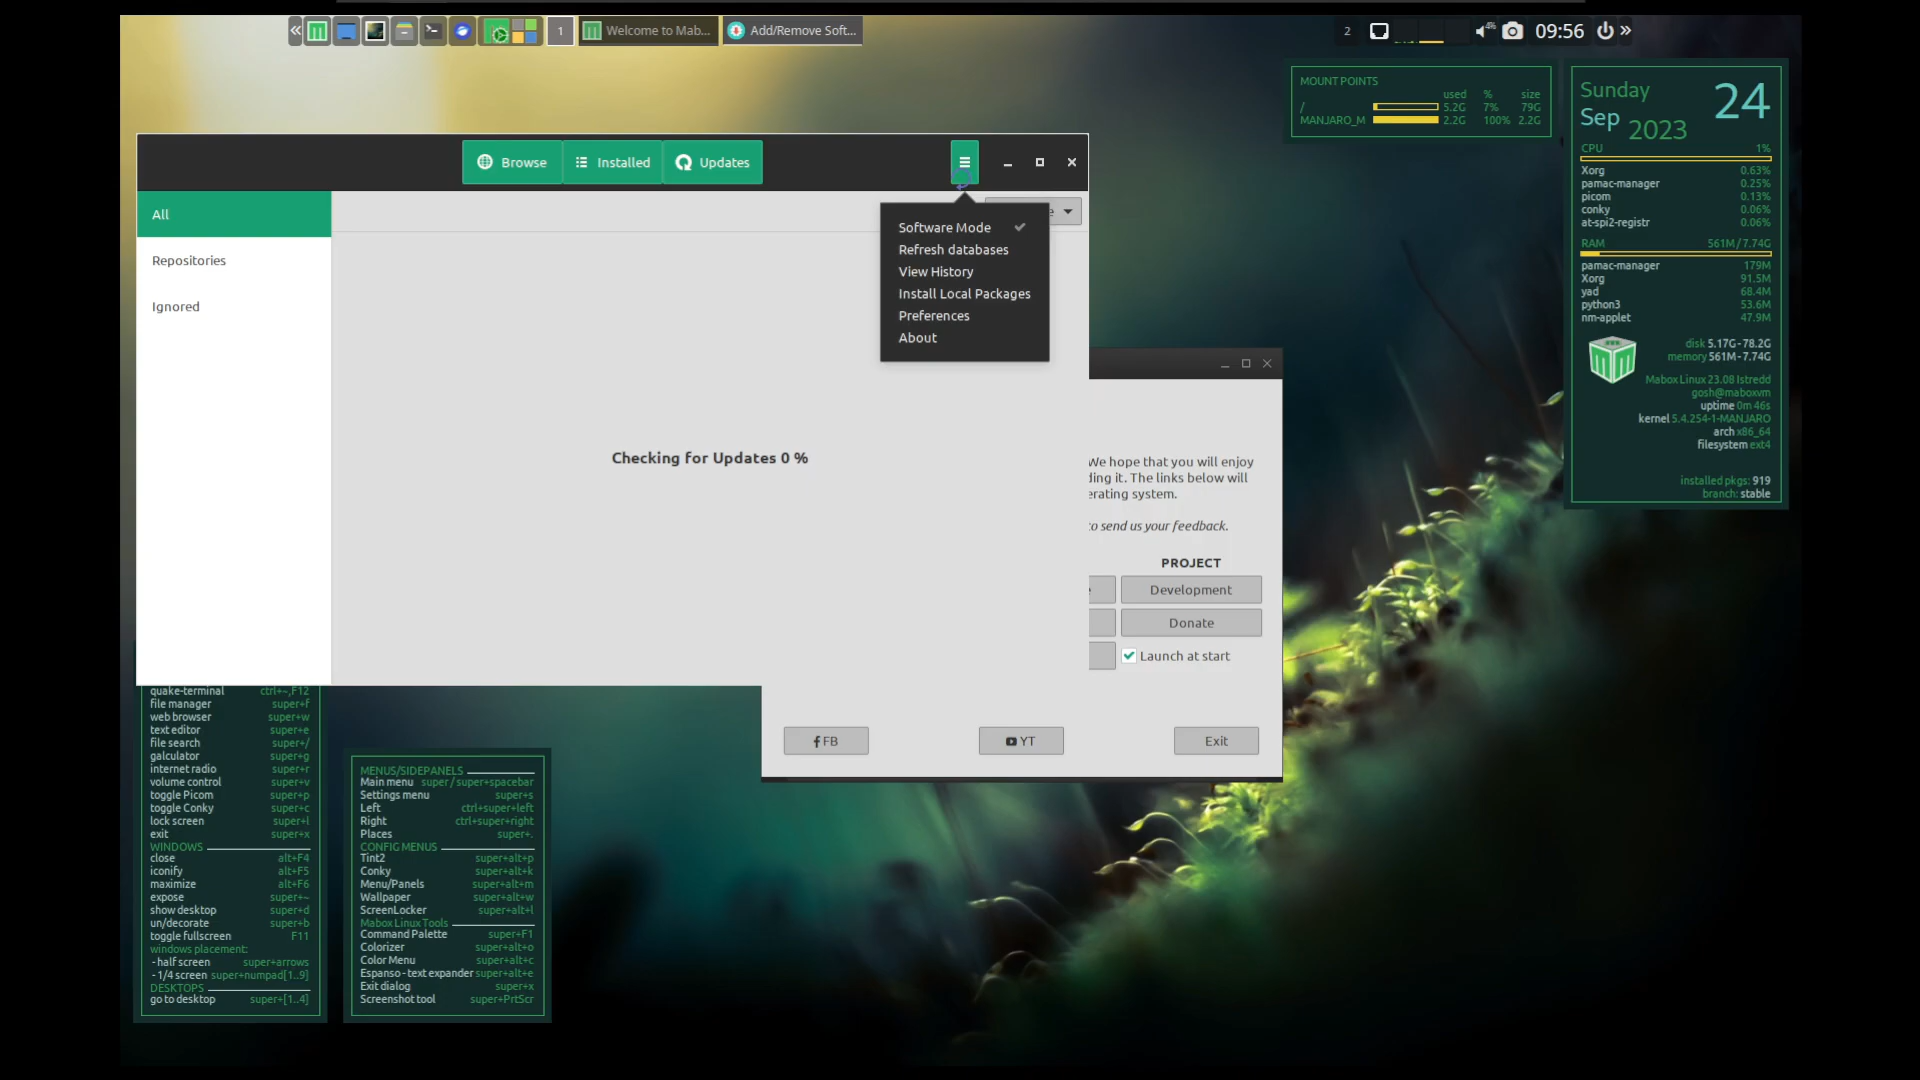 1
Welcome to Mab...
Add/Remove Soft...
2
4%
09:56
MOUNT POINTS
used % size
/ 5.2G 7% 79G
MANJARO_M 2.2G 100% 2.2G
Sunday
24
Sep
2023
CPU 1%
Xorg 0.63%
pamac-manager 0.25%
picom 0.13%
conky 0.06%
at-spi2-registr 0.06%
RAM 561M / 7.74G
pamac-manager 179M
Xorg 91.5M
yad 68.4M
python3 53.6M
nm-applet 47.9M
disk 5.17G - 78.2G
memory 561M - 7.74G
Mabox Linux 23.08 Istredd
gosh@maboxvm
uptime 0m 46s
kernel 5.4.254-1-MANJARO
arch x86_64
filesystem ext4
installed pkgs: 919
branch: stable
Browse
Installed
Updates
All
Repositories
Ignored
Software Mode
Refresh databases
View History
Install Local Packages
Preferences
About
Checking for Updates 0 %
We hope that you will enjoy
ding it. The links below will
erating system.
to send us your feedback.
PROJECT
Development
Donate
Launch at start
FB
YT
Exit
quake-terminal ctrl+~,F12
file manager super+f
web browser super+w
text editor super+e
file search super+/
galculator super+g
internet radio super+r
volume control super+v
toggle Picom super+p
toggle Conky super+c
lock screen super+l
exit super+x
WINDOWS
close alt+F4
iconify alt+F5
maximize alt+F6
expose super+~
show desktop super+d
un/decorate super+b
toggle fullscreen F11
windows placement:
- half screen super+arrows
- 1/4 screen super+numpad[1..9]
DESKTOPS
go to desktop super+[1..4]
MENUS/SIDEPANELS
Main menu super / super+spacebar
Settings menu super+s
Left ctrl+super+left
Right ctrl+super+right
Places super+.
CONFIG MENUS
Tint2 super+alt+p
Conky super+alt+k
Menu/Panels super+alt+m
Wallpaper super+alt+w
ScreenLocker super+alt+l
Mabox Linux Tools
Command Palette super+F1
Colorizer super+alt+o
Color Menu super+alt+c
Espanso - text expander super+alt+e
Exit dialog super+x
Screenshot tool super+PrtScr